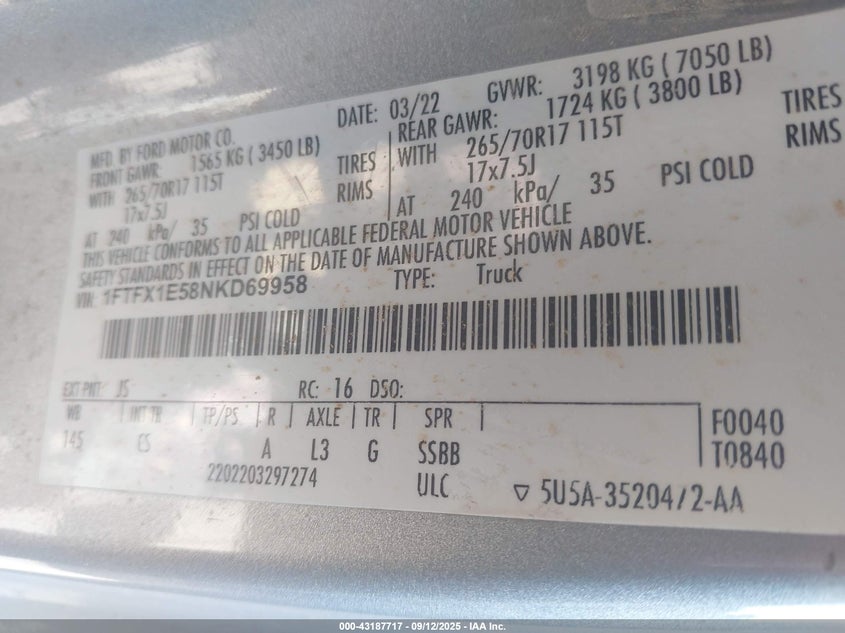 MFD. BY FORD MOTOR CO. DATE: 03/22 GVWR: 3198 KG ( 7050 LB)
FRONT GAWR: 1565 KG ( 3450 LB) REAR GAWR: 1724 KG ( 3800 LB)
WITH 265/70R17 115T TIRES WITH 265/70R17 115T TIRES
17x7.5J RIMS 17x7.5J RIMS
AT 240 kPa/ 35 PSI COLD AT 240 kPa/ 35 PSI COLD
THIS VEHICLE CONFORMS TO ALL APPLICABLE FEDERAL MOTOR VEHICLE
SAFETY STANDARDS IN EFFECT ON THE DATE OF MANUFACTURE SHOWN ABOVE.
VIN: 1FTFX1E58NKD69958 TYPE: Truck
EXT PNT: JS RC: 16 DSO:
WB INT TR TP/PS R AXLE TR SPR F0040
145 CS A L3 G SSBB T0840
2202203297274 ULC ▽ 5U5A-35204/2-AA
000-43187717 - 09/12/2025 - IAA Inc.